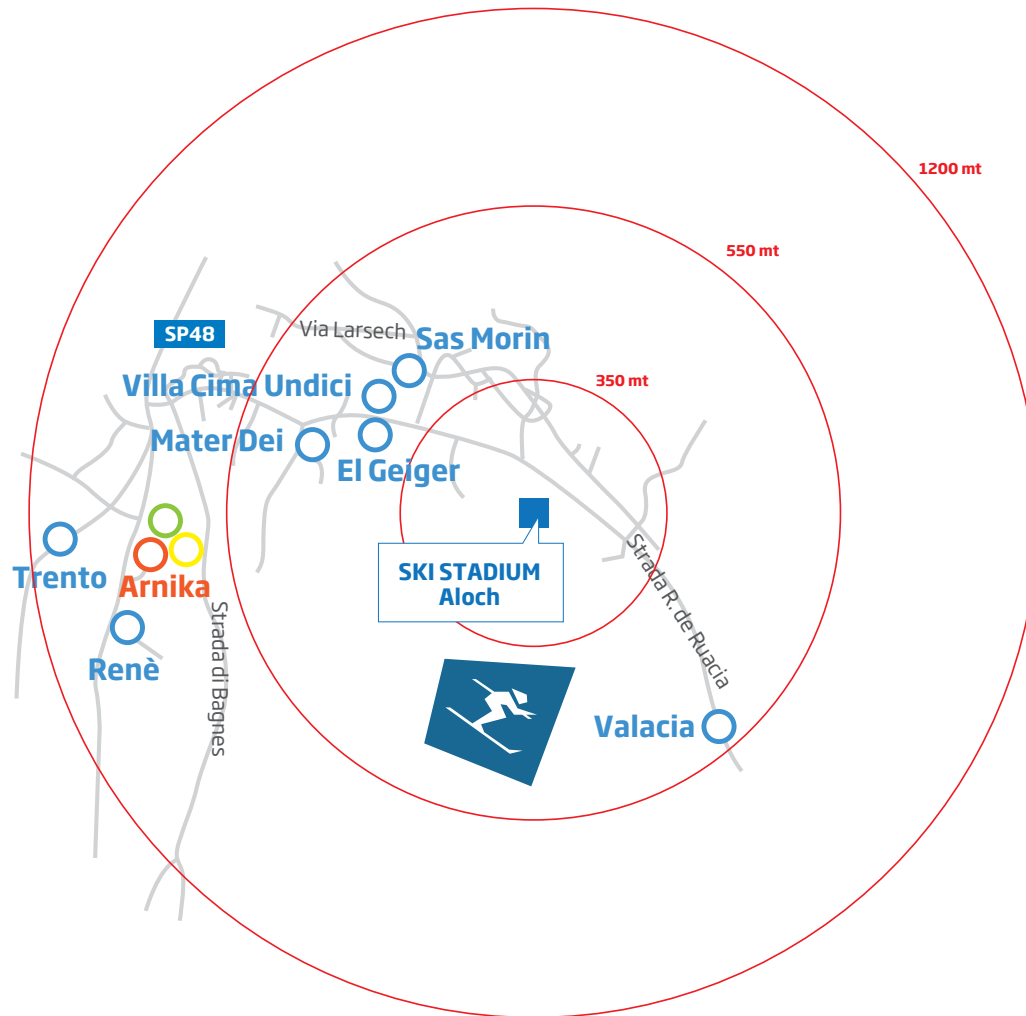 1200 mt
550 mt
Via Larsech
SP48
Sas Morin
350 mt
Villa Cima Undici
Mater Dei
El Geiger
SKI STADIUM
Aloch
Trento
Arnika
Strada R. de Ruacia
Strada di Bagnes
Renè
Valacia